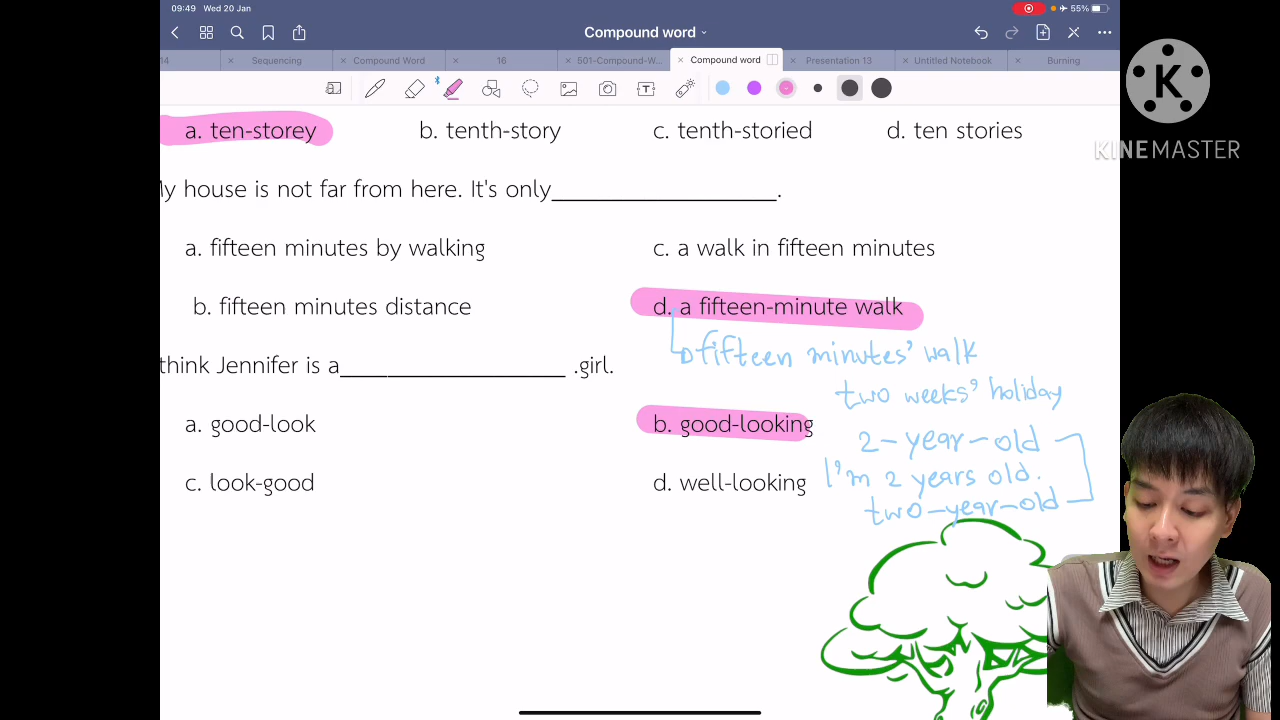 09:49 Wed 20 Jan
55%
Compound word
14
Sequencing
Compound Word
16
501-Compound-W...
Compound word
Presentation 13
Untitled Notebook
Burning
K
KINEMASTER
a. ten-storey b. tenth-story c. tenth-storied d. ten stories
My house is not far from here. It's only____________________.
a. fifteen minutes by walking c. a walk in fifteen minutes
b. fifteen minutes distance d. a fifteen-minute walk
fifteen minutes' walk
think Jennifer is a____________________ .girl.
two weeks' holiday
a. good-look b. good-looking
2-year-old
c. look-good d. well-looking
I'm 2 years old.
two-year-old